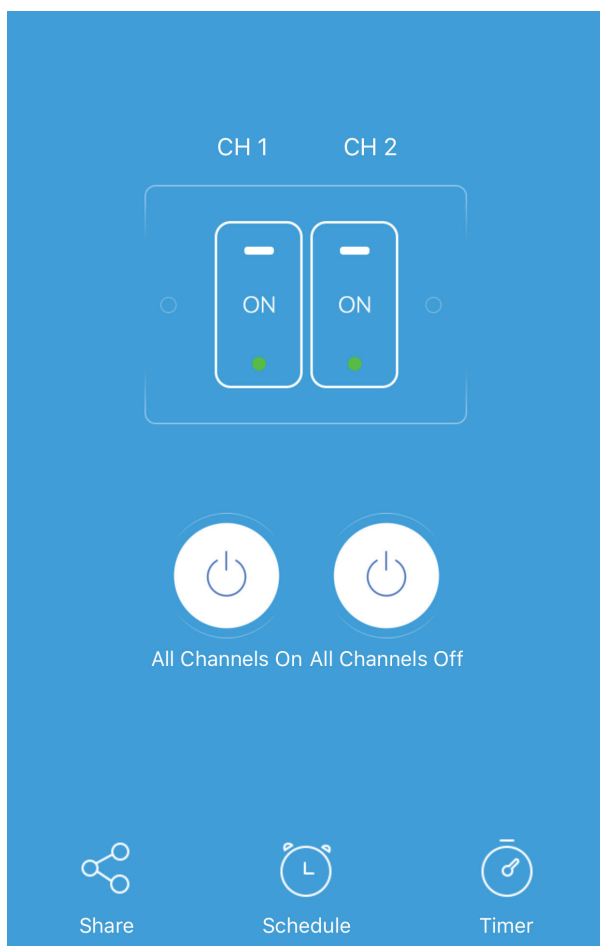 CH 1 CH 2
ON ON
All Channels On All Channels Off
Share Schedule Timer